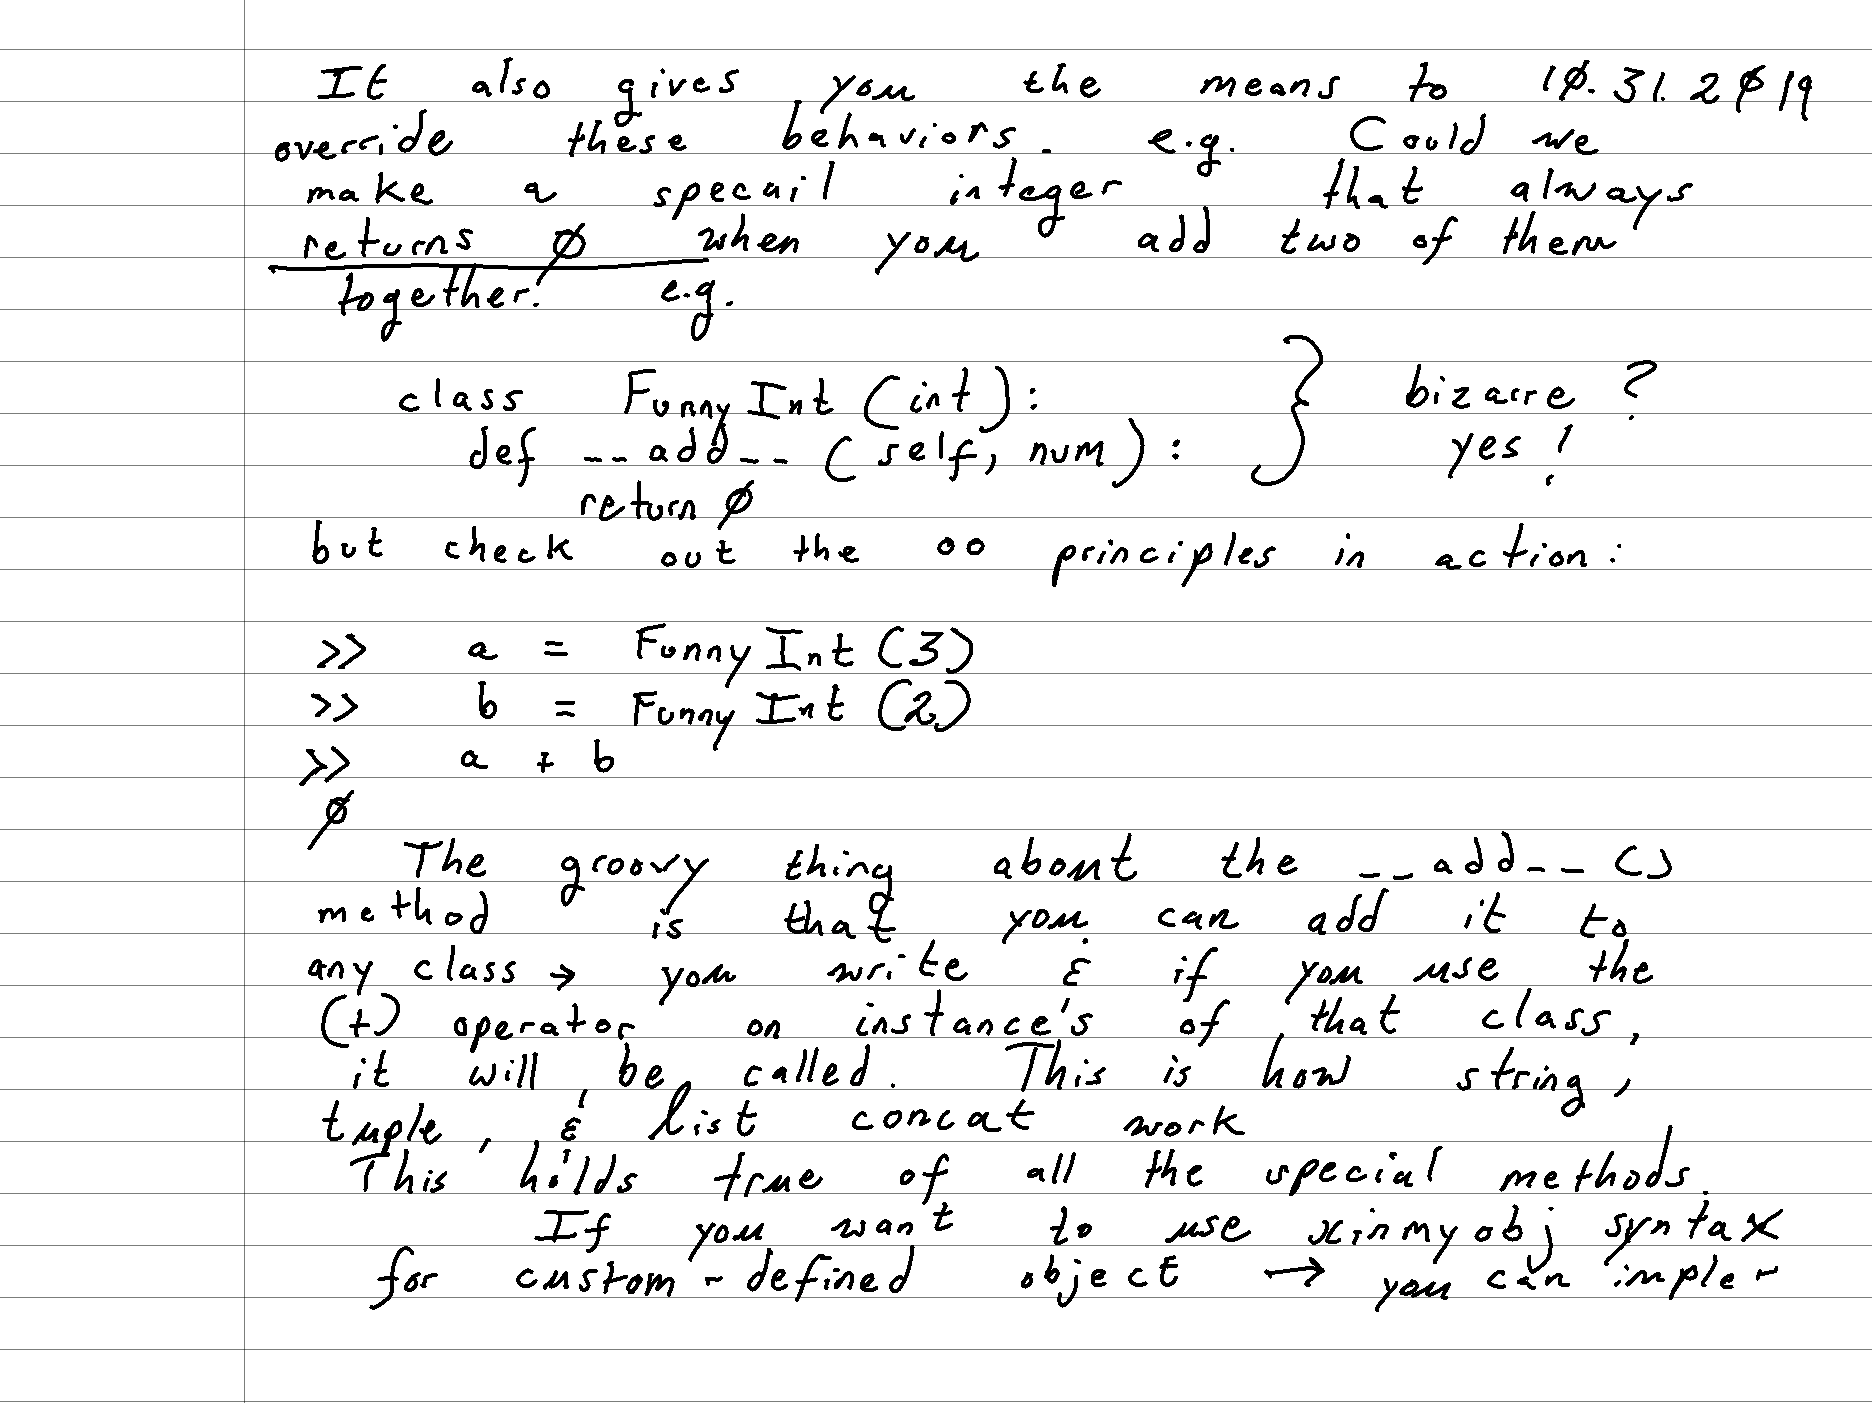 It also gives you the means to 10.31.2019
override these behaviors. e.g. Could we
make a specail integer that always
returns 0 when you add two of them
together. e.g.
class FunnyInt (int): } bizarre ?
def __add__ (self, num): yes !
return 0
but check out the OO principles in action:
>> a = FunnyInt (3)
>> b = FunnyInt (2)
>> a + b
0
The groovy thing about the __add__ ()
method is that you can add it to
any class → you write & if you use the
(+) operator on instance's of that class,
it will be called. This is how string,
tuple, & list concat work
This holds true of all the special methods.
If you want to use xinmyobj syntax
for custom-defined object → you can imple-